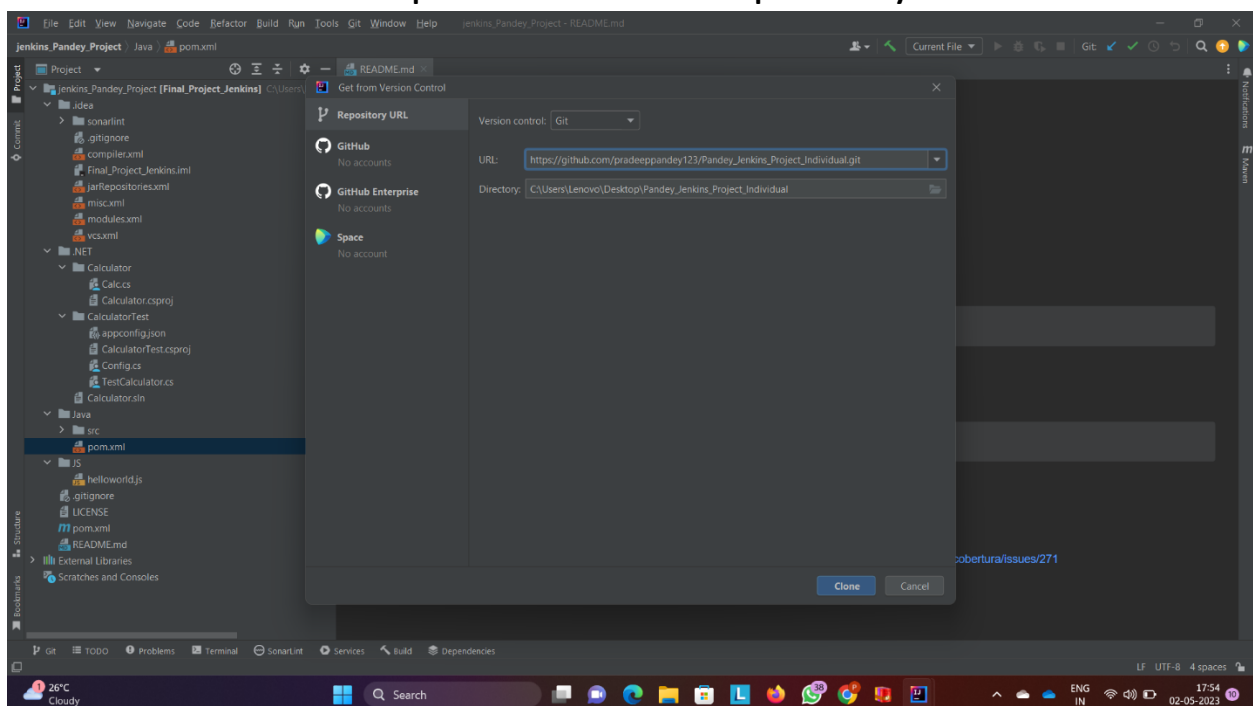 File Edit View Navigate Code Refactor Build Run Tools Git Window Help jenkins_Pandey_Project - README.md
jenkins_Pandey_Project Java pom.xml Current File Git:
Project README.md
jenkins_Pandey_Project [Final_Project_Jenkins] C:\Users\
.idea
sonarlint
.gitignore
compiler.xml
Final_Project_Jenkins.iml
jarRepositories.xml
misc.xml
modules.xml
vcs.xml
.NET
Calculator
Calc.cs
Calculator.csproj
CalculatorTest
appconfig.json
CalculatorTest.csproj
Config.cs
TestCalculator.cs
Calculator.sln
Java
src
pom.xml
JS
helloworld.js
.gitignore
LICENSE
pom.xml
README.md
External Libraries
Scratches and Consoles
Project
Commit
Structure
Bookmarks
Get from Version Control
Repository URL
GitHub
No accounts
GitHub Enterprise
No accounts
Space
No account
Version control: Git
URL: https://github.com/pradeeppandey123/Pandey_Jenkins_Project_Individual.git
Directory: C:\Users\Lenovo\Desktop\Pandey_Jenkins_Project_Individual
Clone Cancel
cobertura/issues/271
Notifications
Maven
Git TODO Problems Terminal SonarLint Services Build Dependencies
LF UTF-8 4 spaces
1 26°C
Cloudy
Search
38
ENG
IN
17:54
02-05-2023
10